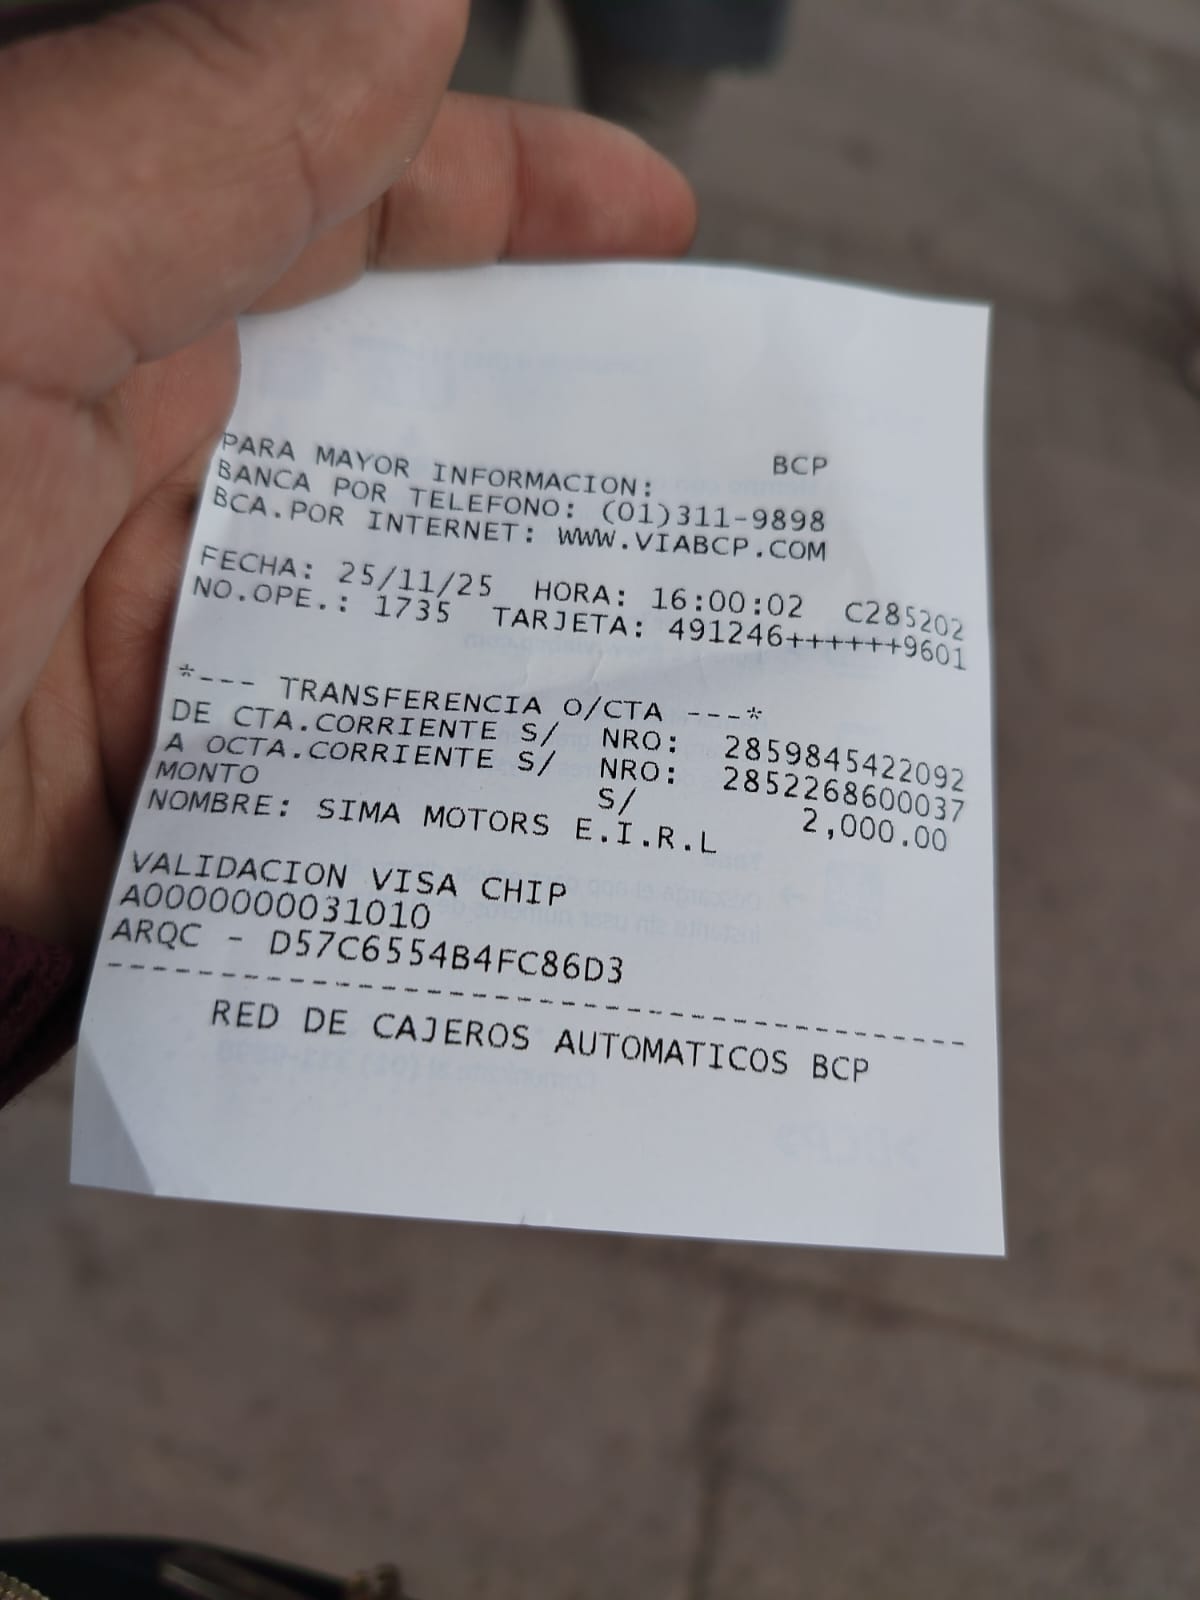 BCP
PARA MAYOR INFORMACION:
BANCA POR TELEFONO: (01)311-9898
BCA.POR INTERNET: WWW.VIABCP.COM
FECHA: 25/11/25 HORA: 16:00:02 C285202
NO.OPE.: 1735 TARJETA: 491246++++++9601
*--- TRANSFERENCIA O/CTA ---*
DE CTA.CORRIENTE S/ NRO: 2859845422092
A OCTA.CORRIENTE S/ NRO: 2852268600037
MONTO S/ 2,000.00
NOMBRE: SIMA MOTORS E.I.R.L
VALIDACION VISA CHIP
A0000000031010
ARQC - D57C6554B4FC86D3
--------------------------------------
RED DE CAJEROS AUTOMATICOS BCP